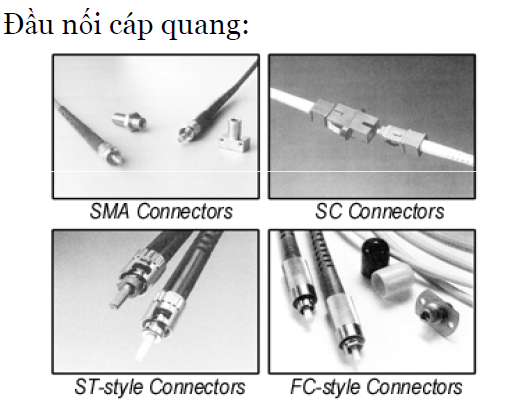 Đầu nối cáp quang:
SMA Connectors
SC Connectors
ST-style Connectors
FC-style Connectors